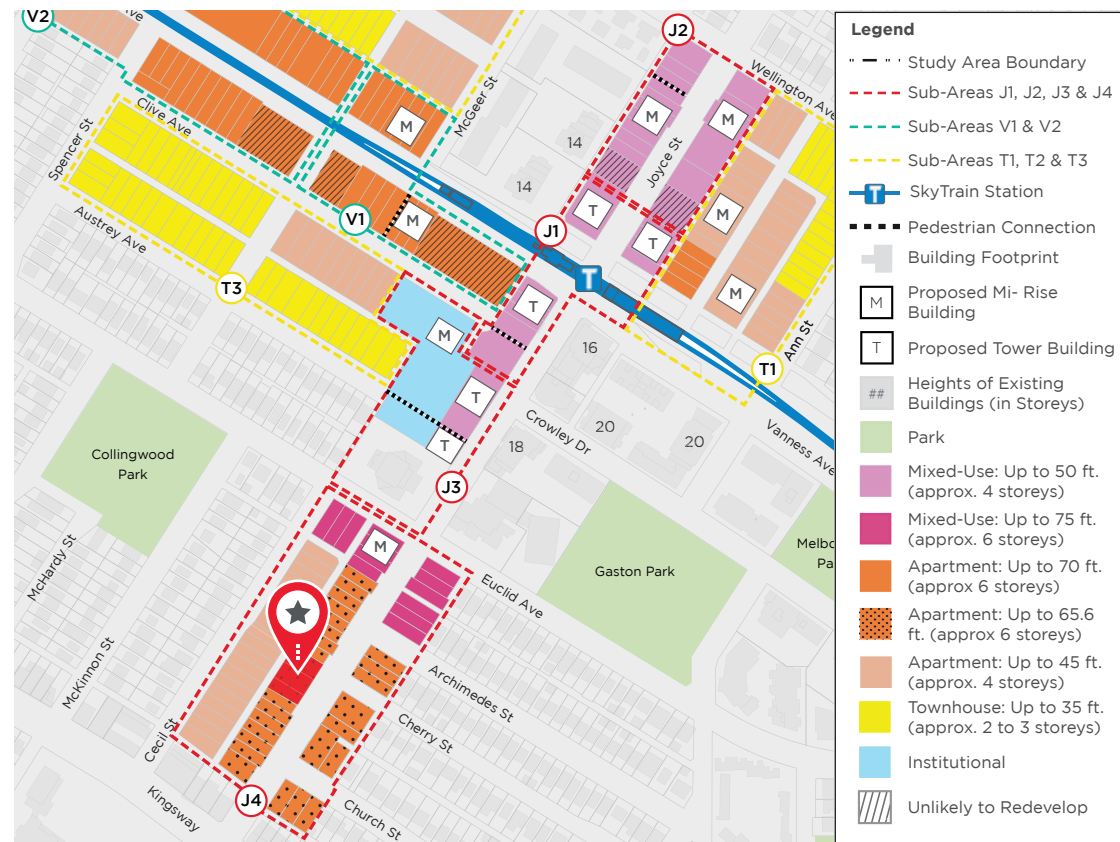 V2
Ave
J2
Wellington Ave
M
McGeer St
M
M
Clive Ave
14
Joyce St
Spencer St
14
T
M
V1
M
J1
T
Austrey Ave
T
T3
T
M
M
Ann St
16
T1
T
Crowley Dr
20
20
Vanness Ave
T
18
Collingwood
Park
J3
McHardy St
M
Gaston Park
Melbo
Pa
Euclid Ave
McKinnon St
Archimedes St
Cherry St
Cecil St
J4
Kingsway
Church St
Legend
Study Area Boundary
Sub-Areas J1, J2, J3 & J4
Sub-Areas V1 & V2
Sub-Areas T1, T2 & T3
T
SkyTrain Station
Pedestrian Connection
Building Footprint
M
Proposed Mi- Rise
Building
T
Proposed Tower Building
##
Heights of Existing
Buildings (in Storeys)
Park
Mixed-Use: Up to 50 ft.
(approx. 4 storeys)
Mixed-Use: Up to 75 ft.
(approx. 6 storeys)
Apartment: Up to 70 ft.
(approx 6 storeys)
Apartment: Up to 65.6
ft. (approx 6 storeys)
Apartment: Up to 45 ft.
(approx. 4 storeys)
Townhouse: Up to 35 ft.
(approx. 2 to 3 storeys)
Institutional
Unlikely to Redevelop